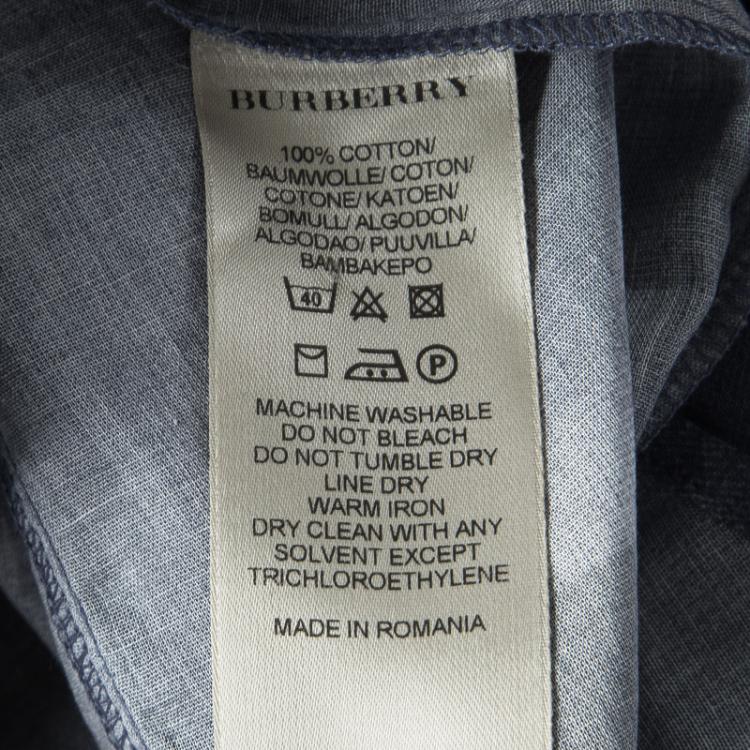 BURBERRY
100% COTTON/
BAUMWOLLE/ COTON/
COTONE/ KATOEN/
BOMULL/ ALGODON/
ALGODAO/ PUUVILLA/
BAMBAKEPO
40
P
MACHINE WASHABLE
DO NOT BLEACH
DO NOT TUMBLE DRY
LINE DRY
WARM IRON
DRY CLEAN WITH ANY
SOLVENT EXCEPT
TRICHLOROETHYLENE
MADE IN ROMANIA